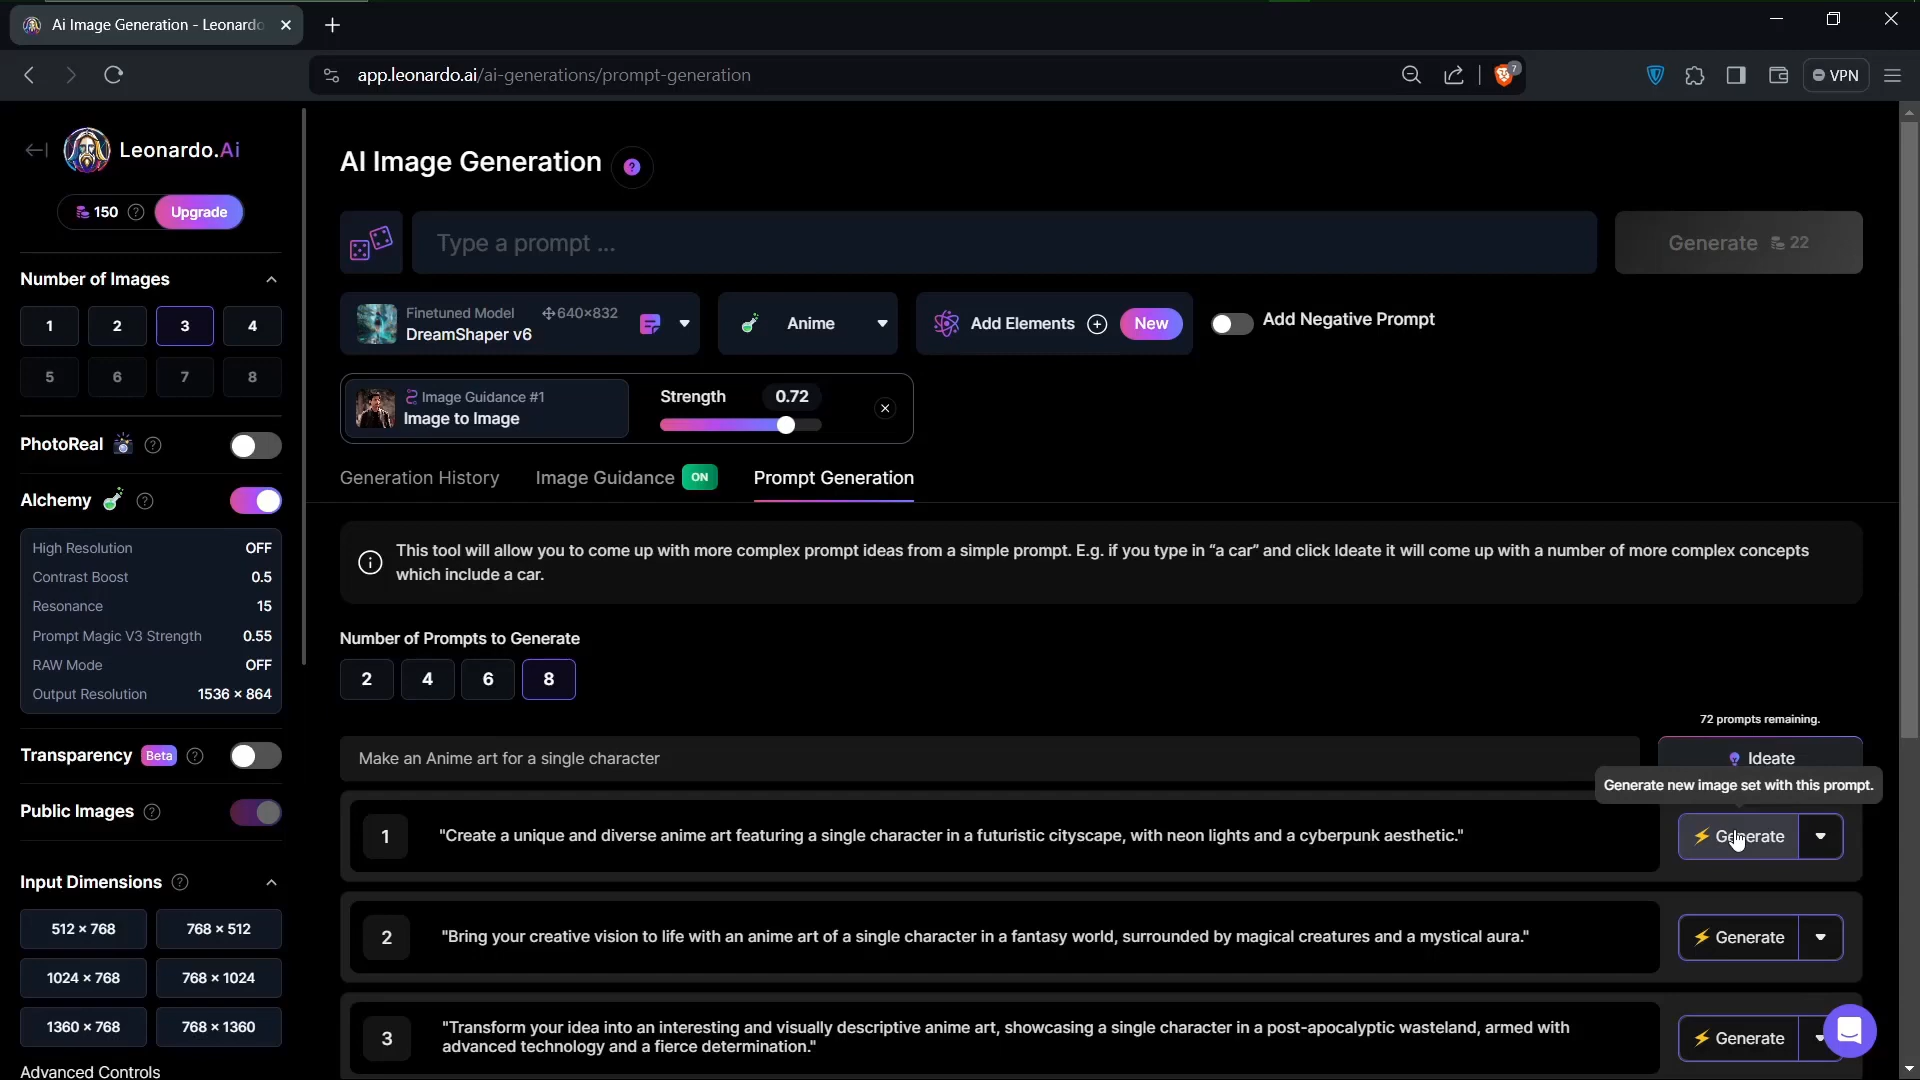 Ai Image Generation - Leonardo
app.leonardo.ai/ai-generations/prompt-generation
7
VPN
Leonardo.Ai
150
Upgrade
Number of Images
1
2
3
4
5
6
7
8
PhotoReal
Alchemy
High Resolution OFF
Contrast Boost 0.5
Resonance 15
Prompt Magic V3 Strength 0.55
RAW Mode OFF
Output Resolution 1536 × 864
Transparency Beta
Public Images
Input Dimensions
512 × 768
768 × 512
1024 × 768
768 × 1024
1360 × 768
768 × 1360
Advanced Controls
AI Image Generation ?
Type a prompt ...
Generate 22
Finetuned Model 640×832
DreamShaper v6
Anime
Add Elements
New
Add Negative Prompt
Image Guidance #1
Image to Image
Strength 0.72
Generation History
Image Guidance ON
Prompt Generation
This tool will allow you to come up with more complex prompt ideas from a simple prompt. E.g. if you type in “a car” and click Ideate it will come up with a number of more complex concepts
which include a car.
Number of Prompts to Generate
2
4
6
8
72 prompts remaining.
Make an Anime art for a single character
Ideate
Generate new image set with this prompt.
1
"Create a unique and diverse anime art featuring a single character in a futuristic cityscape, with neon lights and a cyberpunk aesthetic."
Generate
2
"Bring your creative vision to life with an anime art of a single character in a fantasy world, surrounded by magical creatures and a mystical aura."
Generate
3
"Transform your idea into an interesting and visually descriptive anime art, showcasing a single character in a post-apocalyptic wasteland, armed with
advanced technology and a fierce determination."
Generate